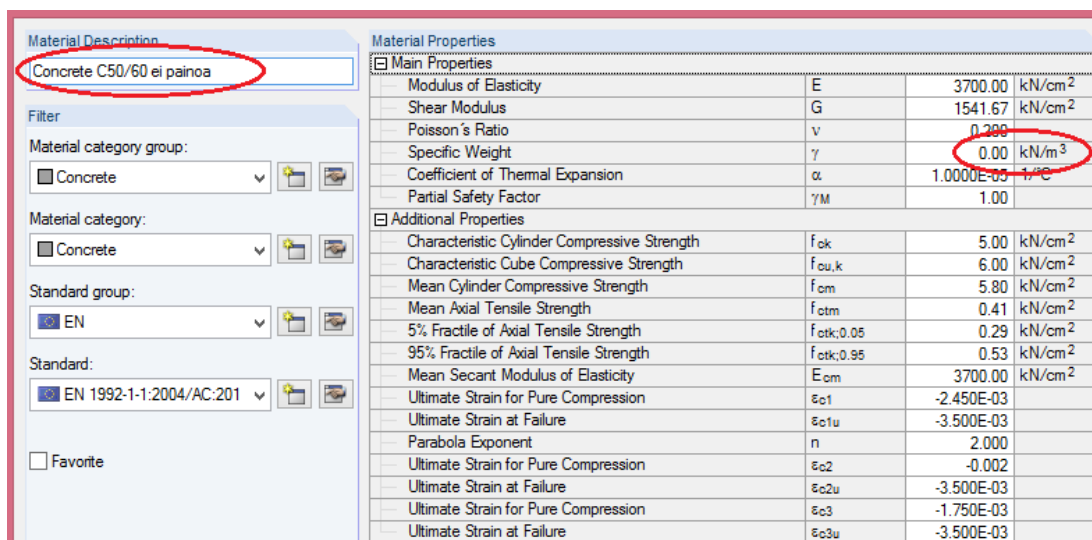 Material Description
Concrete C50/60 ei painoa
Filter
Material category group:
Concrete
Material category:
Concrete
Standard group:
EN
Standard:
EN 1992-1-1:2004/AC:201
Favorite
Material Properties
Main Properties
Modulus of Elasticity E 3700.00 kN/cm²
Shear Modulus G 1541.67 kN/cm²
Poisson´s Ratio ν 0.200
Specific Weight γ 0.00 kN/m³
Coefficient of Thermal Expansion α 1.0000E-05 1/°C
Partial Safety Factor γM 1.00
Additional Properties
Characteristic Cylinder Compressive Strength fck 5.00 kN/cm²
Characteristic Cube Compressive Strength fcu,k 6.00 kN/cm²
Mean Cylinder Compressive Strength fcm 5.80 kN/cm²
Mean Axial Tensile Strength fctm 0.41 kN/cm²
5% Fractile of Axial Tensile Strength fctk;0.05 0.29 kN/cm²
95% Fractile of Axial Tensile Strength fctk;0.95 0.53 kN/cm²
Mean Secant Modulus of Elasticity Ecm 3700.00 kN/cm²
Ultimate Strain for Pure Compression εc1 -2.450E-03
Ultimate Strain at Failure εc1u -3.500E-03
Parabola Exponent n 2.000
Ultimate Strain for Pure Compression εc2 -0.002
Ultimate Strain at Failure εc2u -3.500E-03
Ultimate Strain for Pure Compression εc3 -1.750E-03
Ultimate Strain at Failure εc3u -3.500E-03